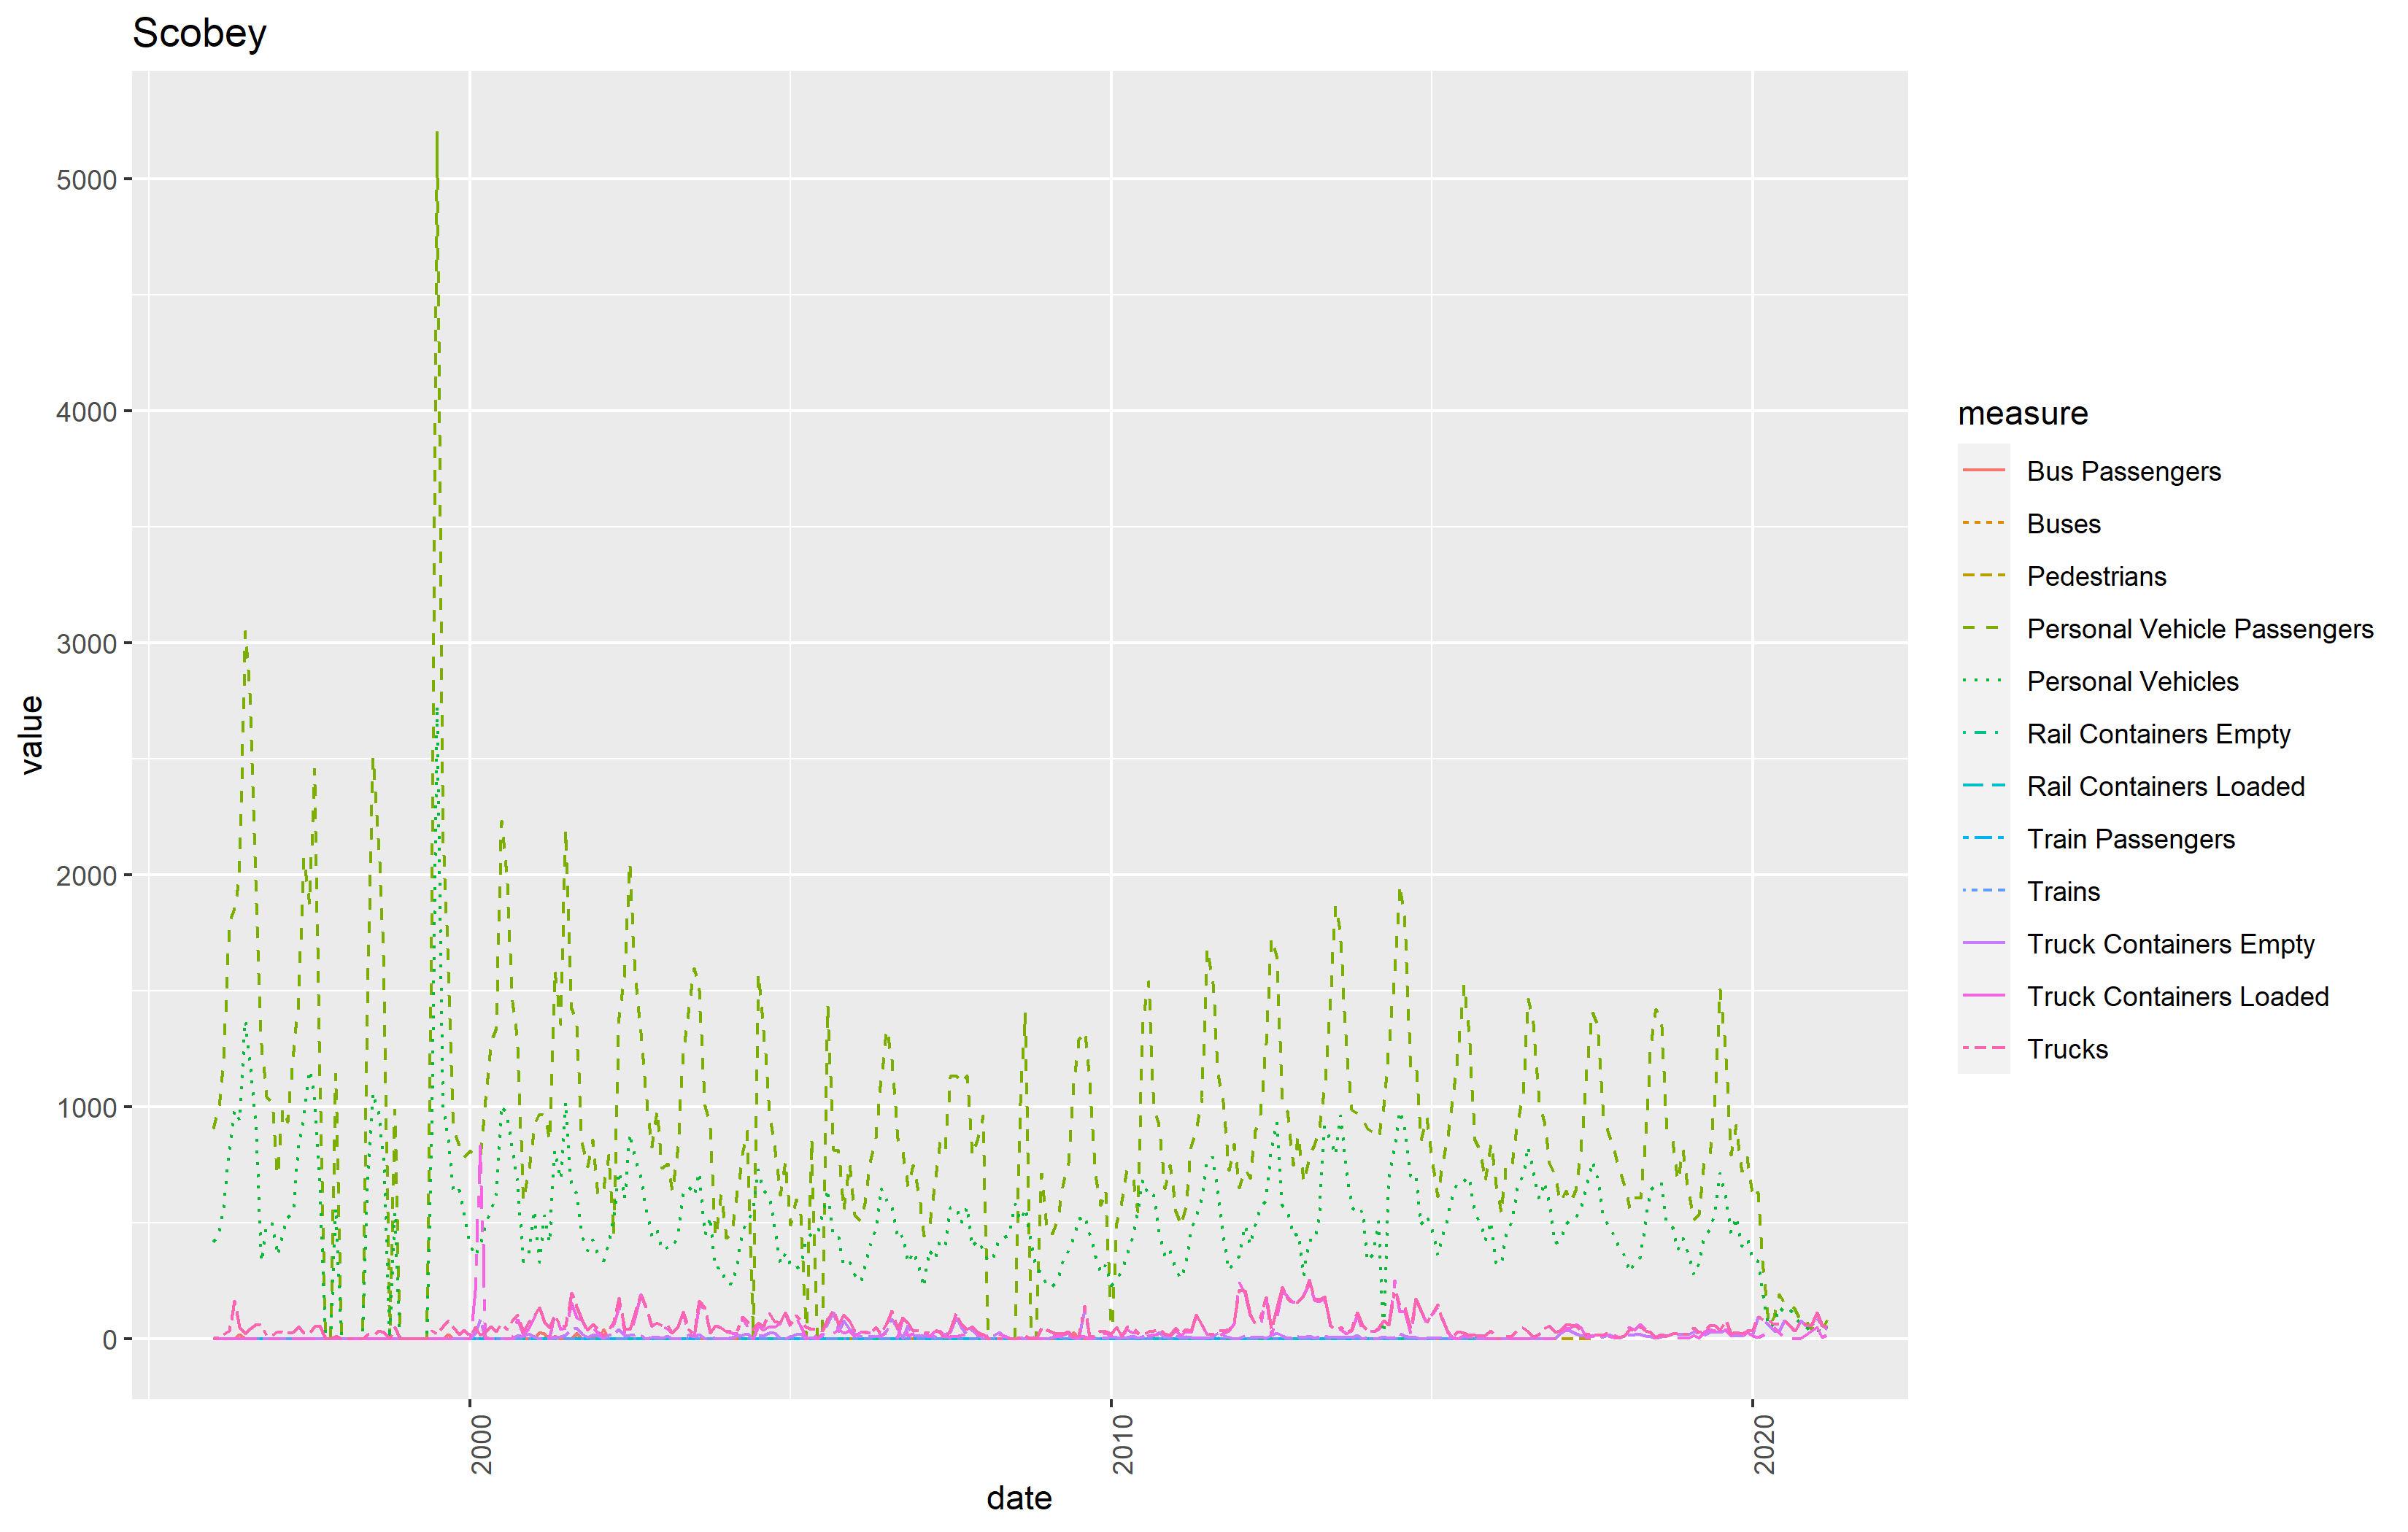 Scobey
5000
4000
3000
2000
1000
0
value
2000
2010
2020
date
measure
Bus Passengers
Buses
Pedestrians
Personal Vehicle Passengers
Personal Vehicles
Rail Containers Empty
Rail Containers Loaded
Train Passengers
Trains
Truck Containers Empty
Truck Containers Loaded
Trucks